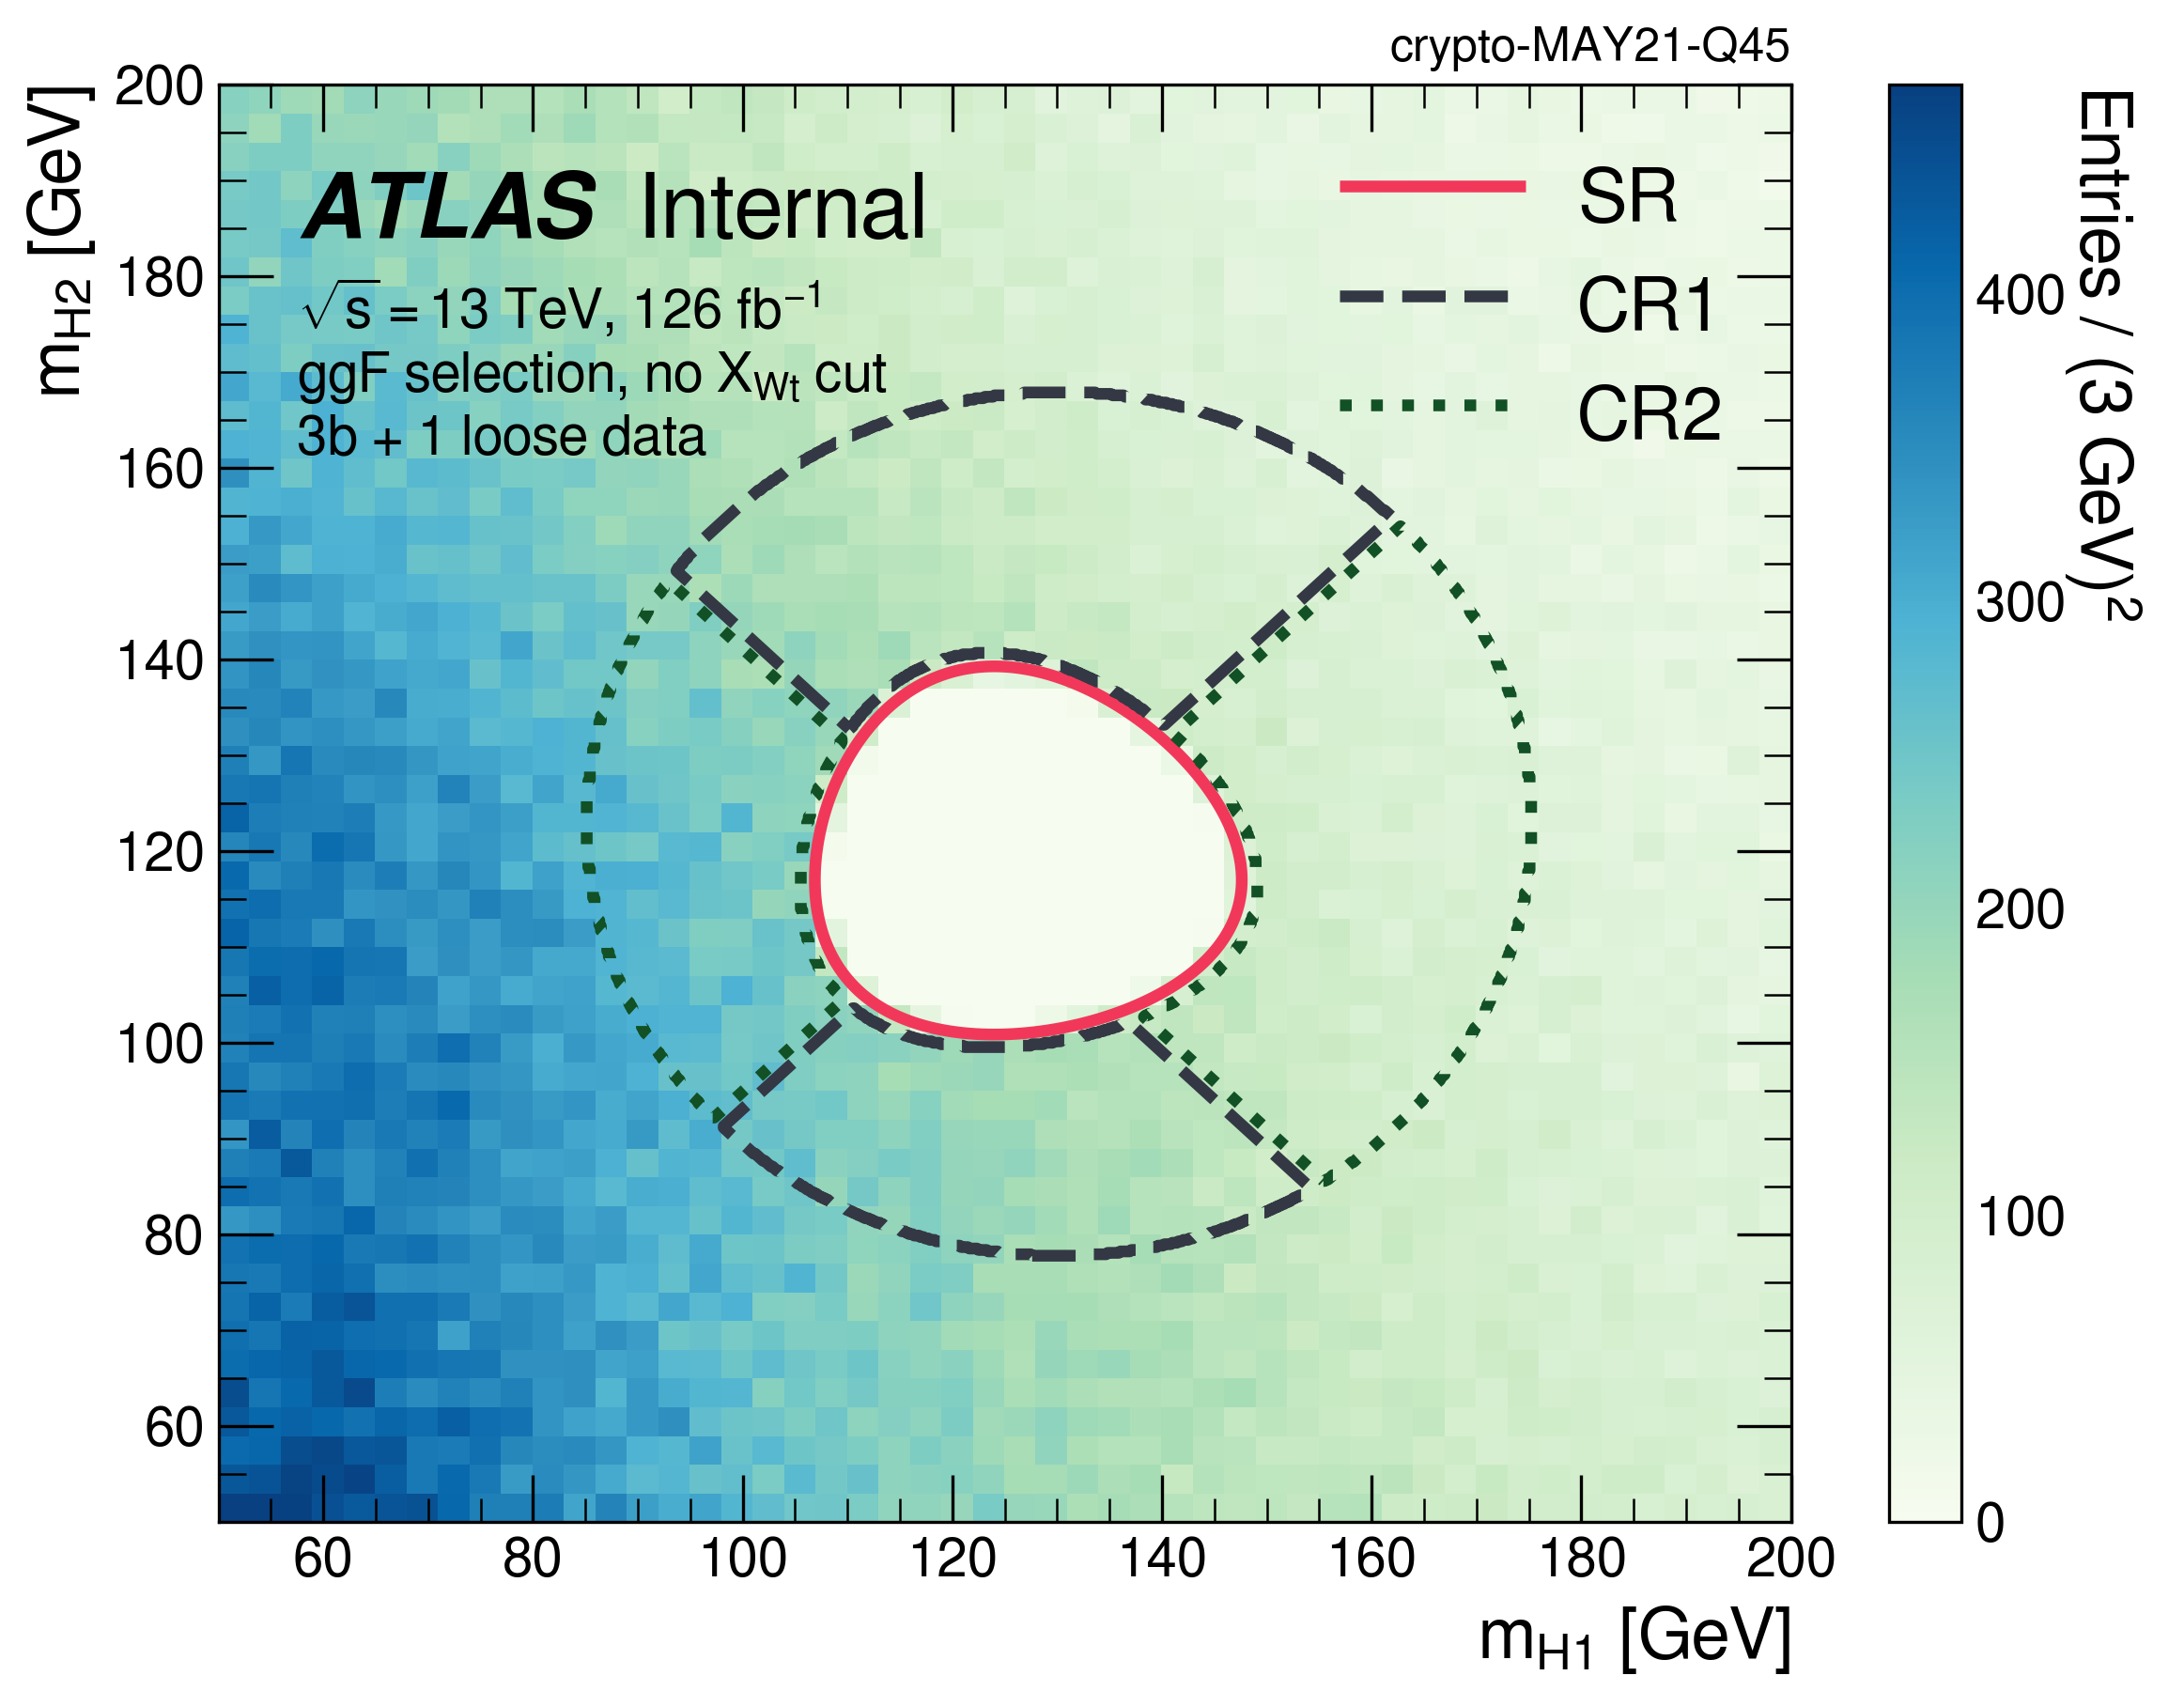 crypto-MAY21-Q45
ATLAS Internal
√s = 13 TeV, 126 fb⁻¹
ggF selection, no X_Wt cut
3b + 1 loose data
SR
CR1
CR2
m_H2 [GeV]
200
180
160
140
120
100
80
60
60 80 100 120 140 160 180 200
m_H1 [GeV]
Entries / (3 GeV)²
400
300
200
100
0